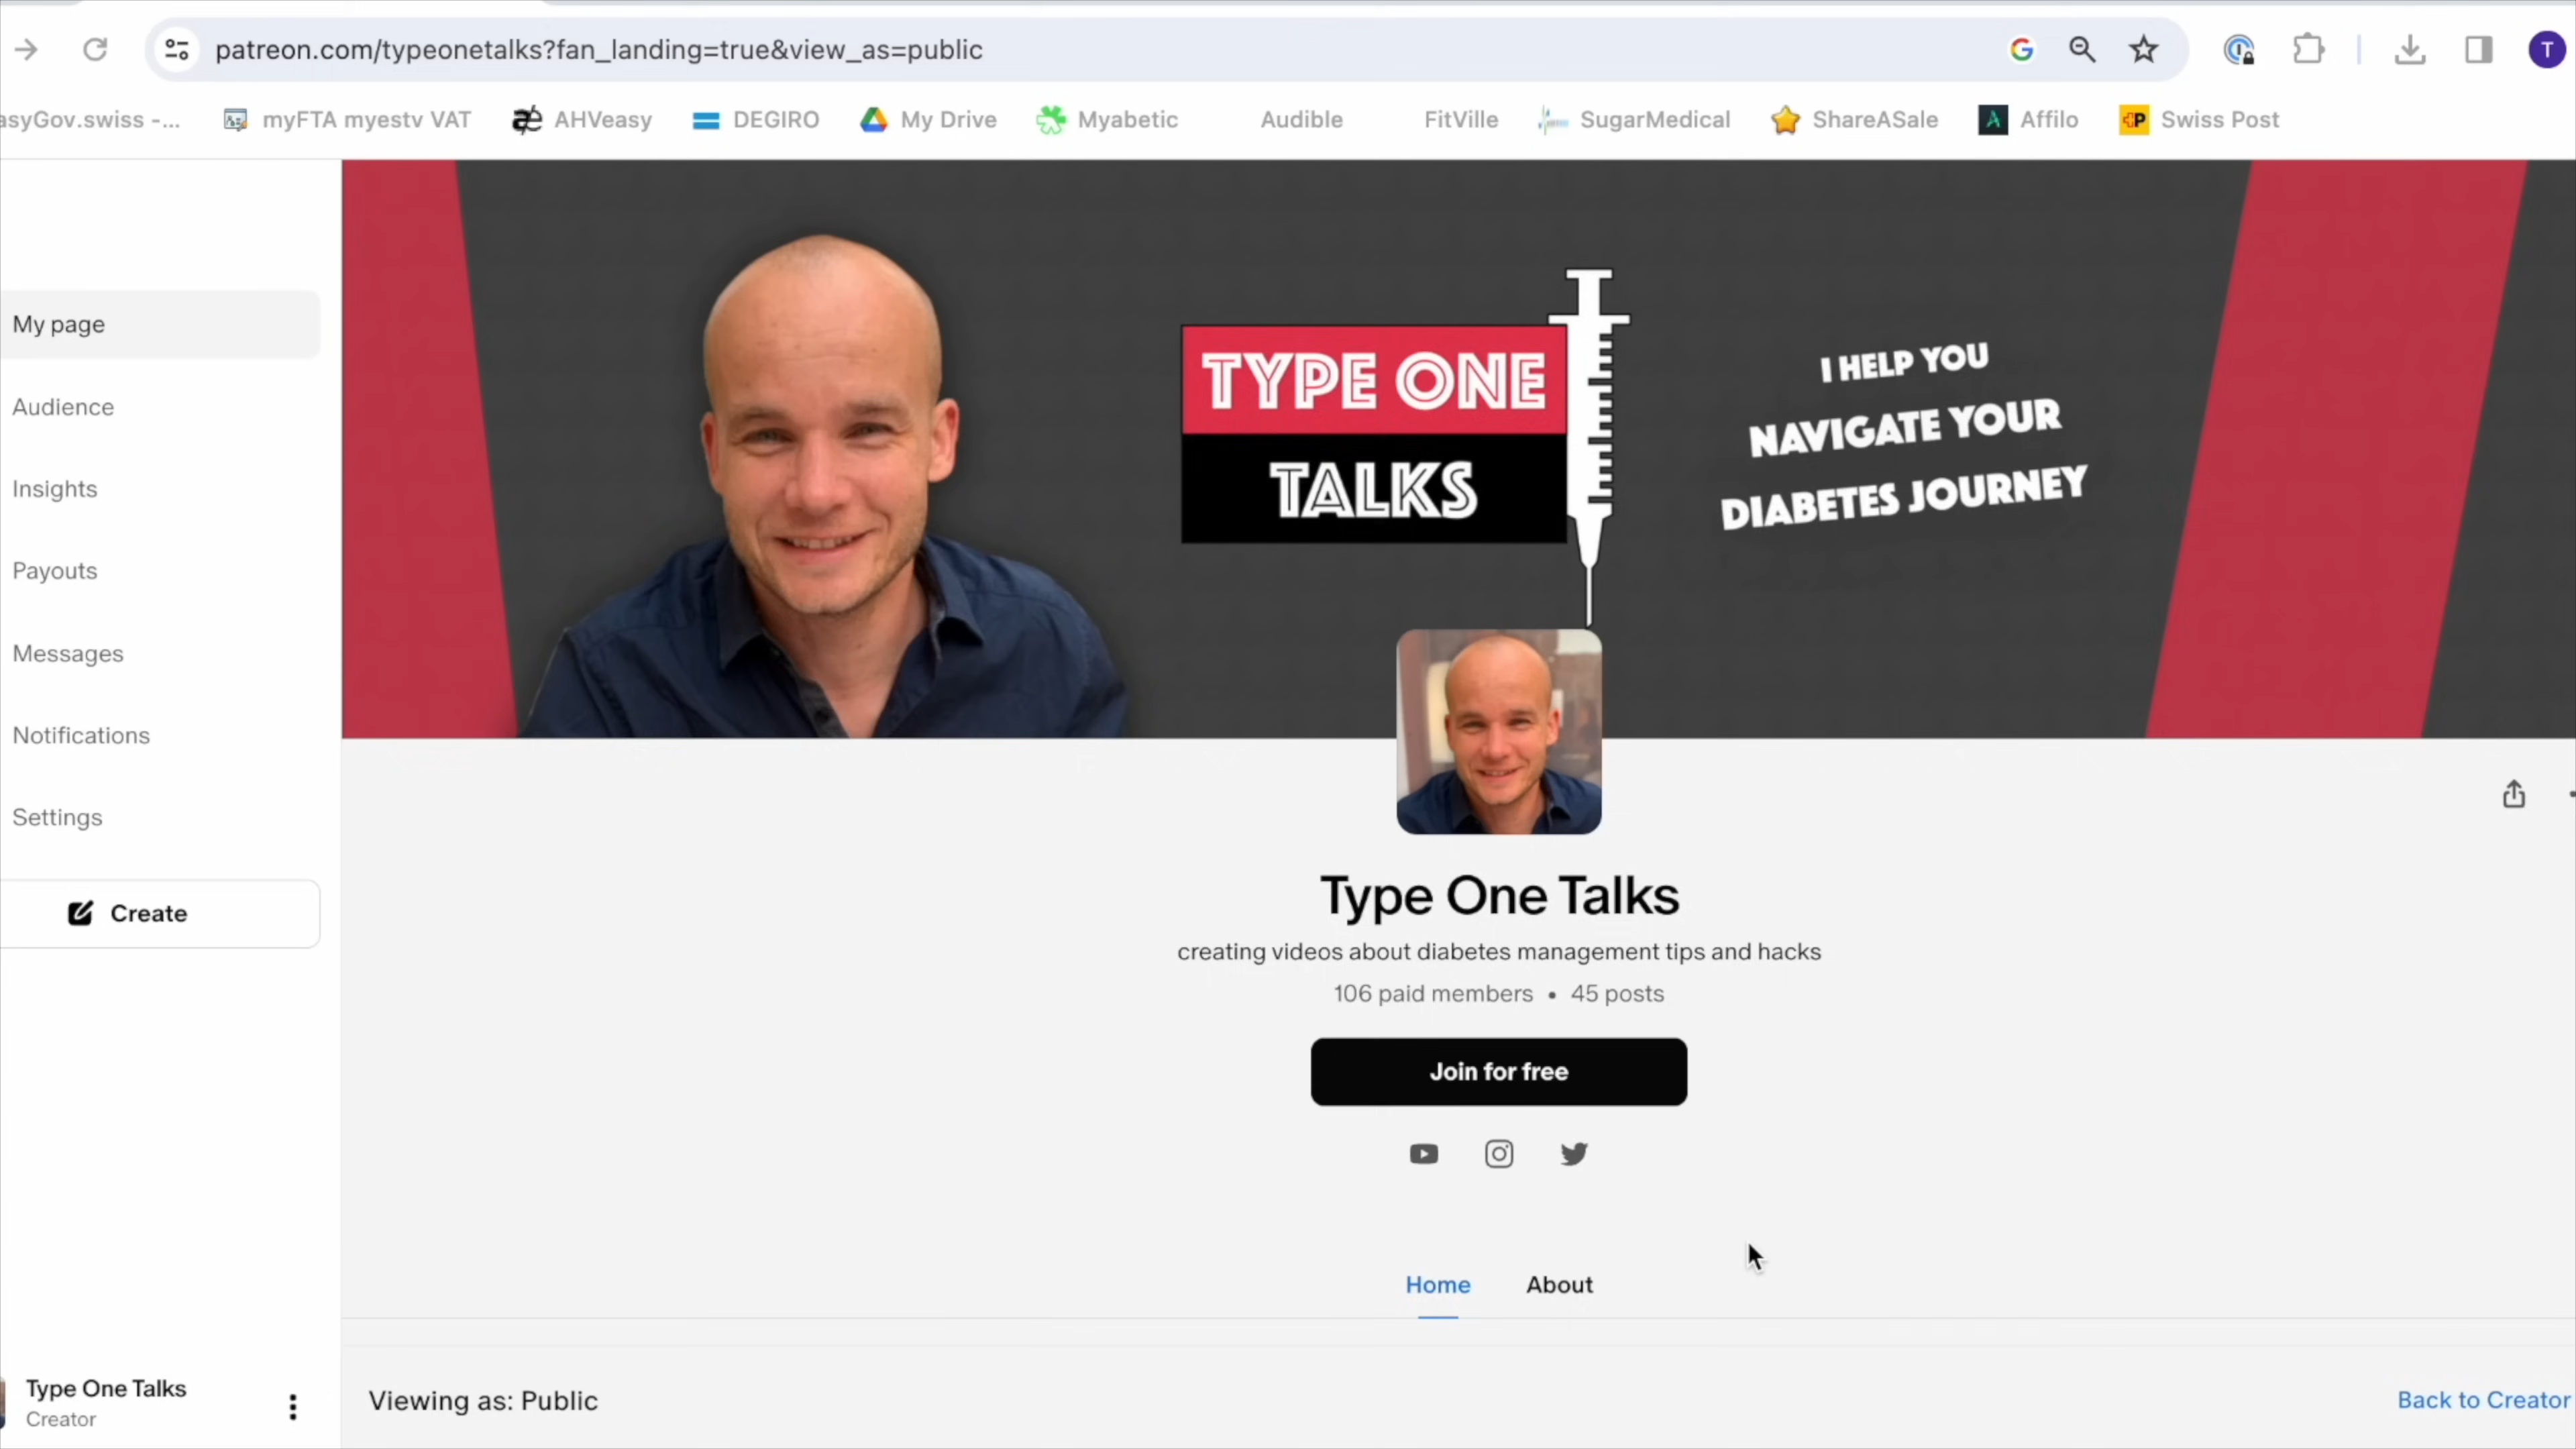 patreon.com/typeonetalks?fan_landing=true&view_as=public
T
asyGov.swiss -...
myFTA myestv VAT
AHVeasy
DEGIRO
My Drive
Myabetic
Audible
FitVille
SugarMedical
ShareASale
Affilo
Swiss Post
My page
Audience
Insights
Payouts
Messages
Notifications
Settings
Create
TYPE ONE
TALKS
I HELP YOU
NAVIGATE YOUR
DIABETES JOURNEY
Type One Talks
creating videos about diabetes management tips and hacks
106 paid members • 45 posts
Join for free
Home
About
Type One Talks
Creator
Viewing as: Public
Back to Creator